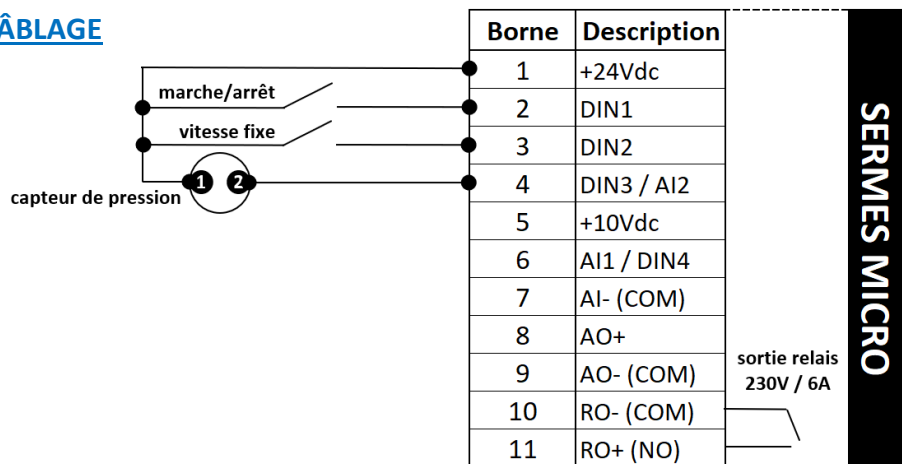 ÂBLAGE
Borne Description
1 +24Vdc
marche/arrêt
2 DIN1
vitesse fixe
3 DIN2
1 2
4 DIN3 / AI2
capteur de pression
5 +10Vdc
6 AI1 / DIN4
7 AI- (COM)
8 AO+
9 AO- (COM)
10 RO- (COM)
11 RO+ (NO)
sortie relais
230V / 6A
SERMES MICRO